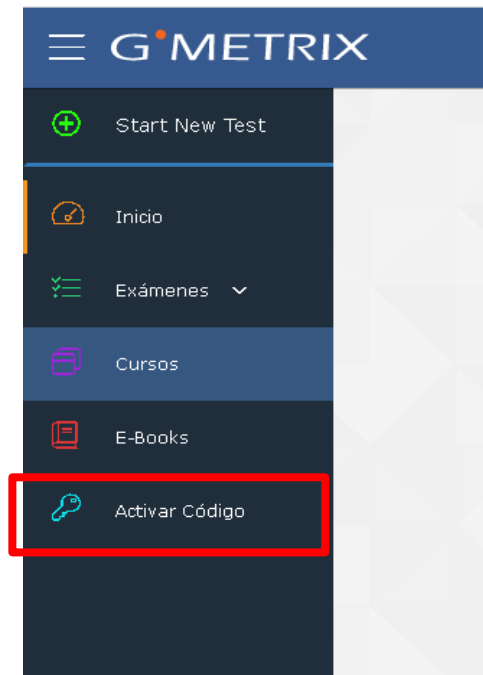 G•METRIX
Start New Test
Inicio
Exámenes
Cursos
E-Books
Activar Código